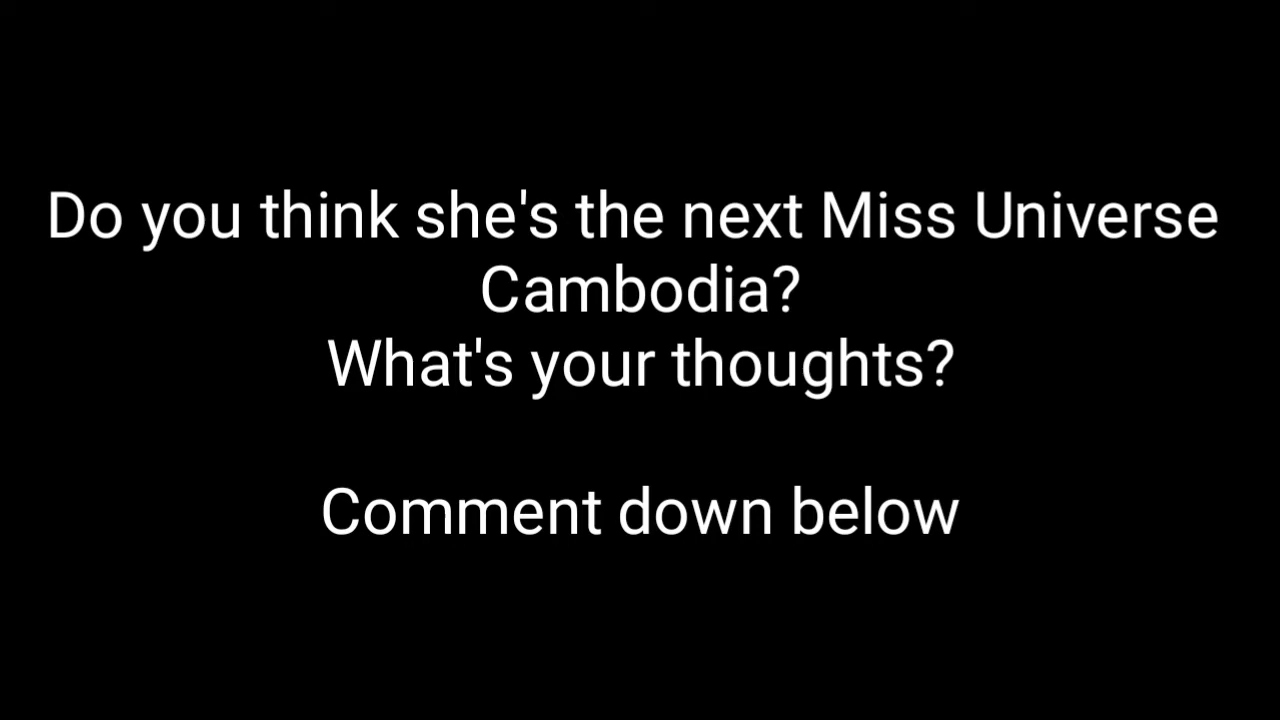 Do you think she's the next Miss Universe
Cambodia?
What's your thoughts?
Comment down below